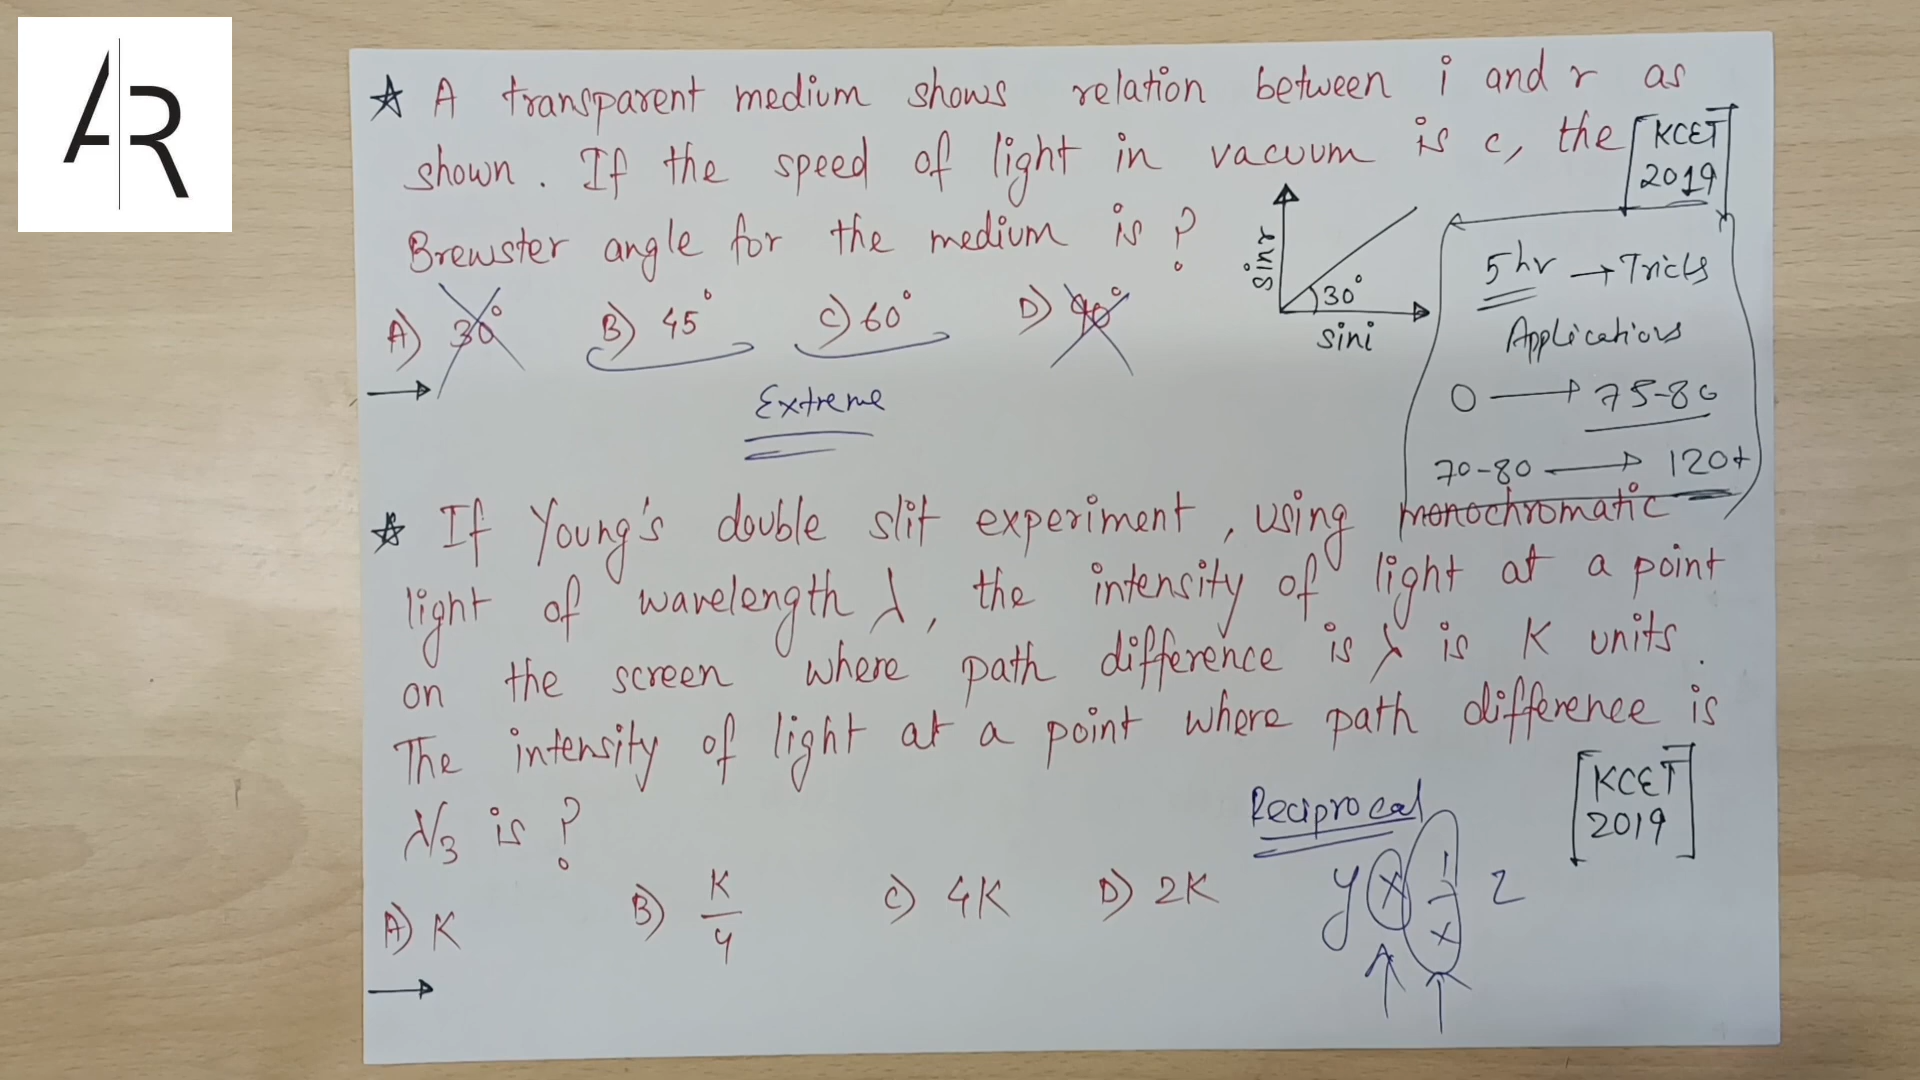 AR
☆ A transparent medium shows relation between i and r as
shown. If the speed of light in vacuum is c, the
[KCET
2019]
Brewster angle for the medium is ?
sinr
30°
sini
A) 30° B) 45° C) 60° D) 90°
Extreme
5hr → Tricks
Applications
0 → 75-80
70-80 → 120+
☆ If Young's double slit experiment, using monochromatic
light of wavelength λ, the intensity of light at a point
on the screen where path difference is λ is K units.
The intensity of light at a point where path difference is
λ/3 is ?
[KCET
2019]
Reciprocal
y x 1/x z
A) K B) K/4 C) 4K D) 2K